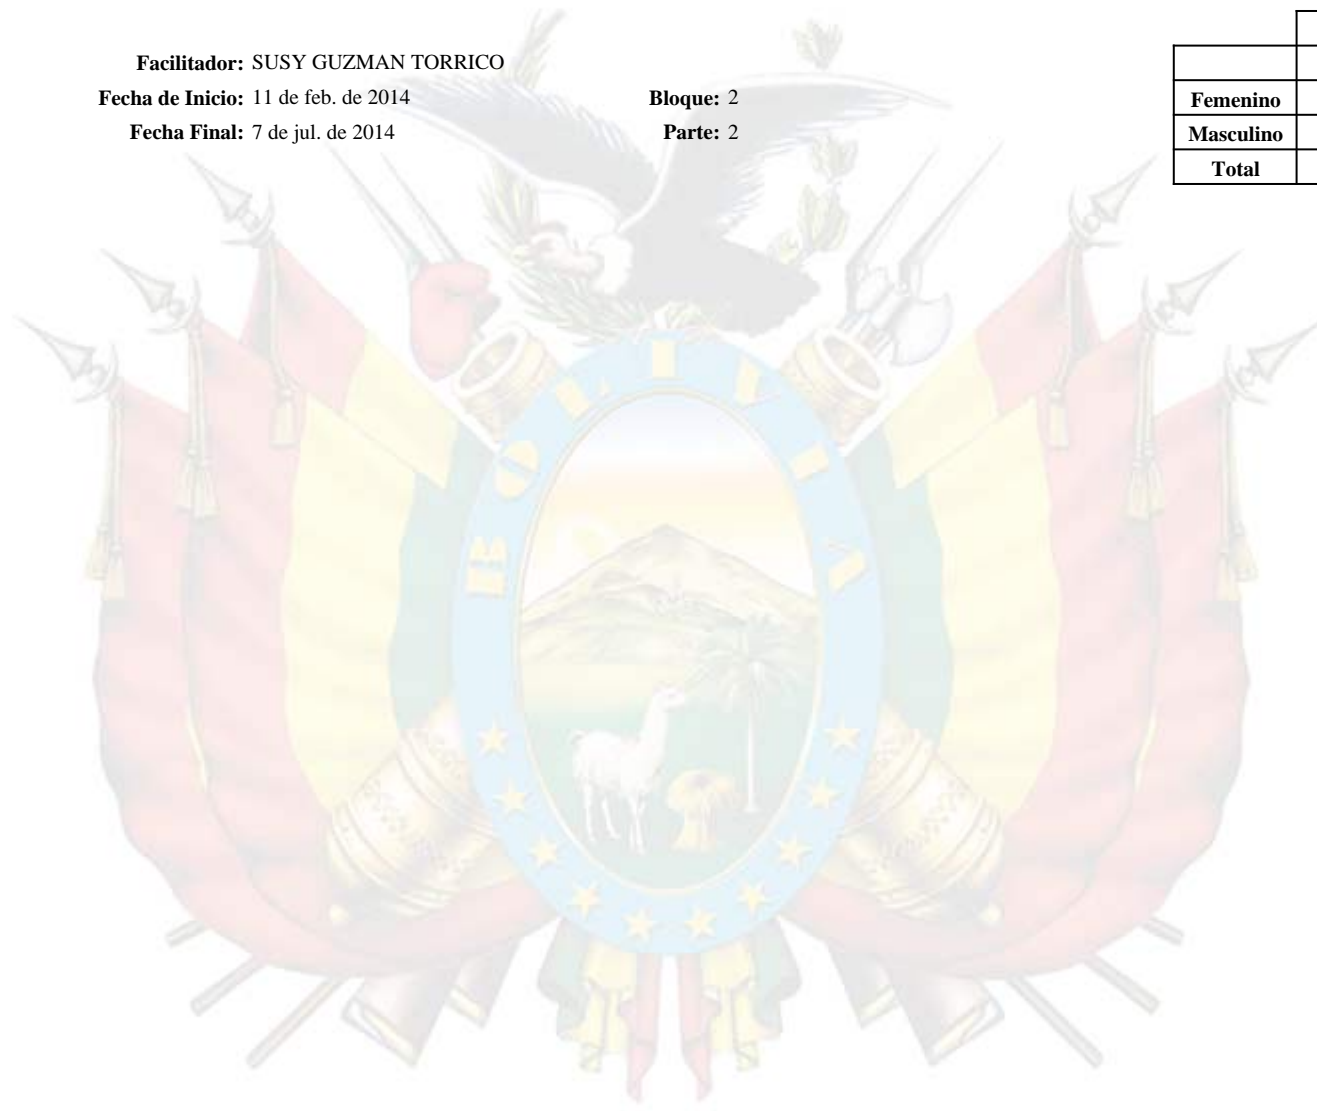 Facilitador: SUSY GUZMAN TORRICO
Fecha de Inicio: 11 de feb. de 2014 Bloque: 2
Fecha Final: 7 de jul. de 2014 Parte: 2
Femenino
Masculino
Total
BOLIVIA